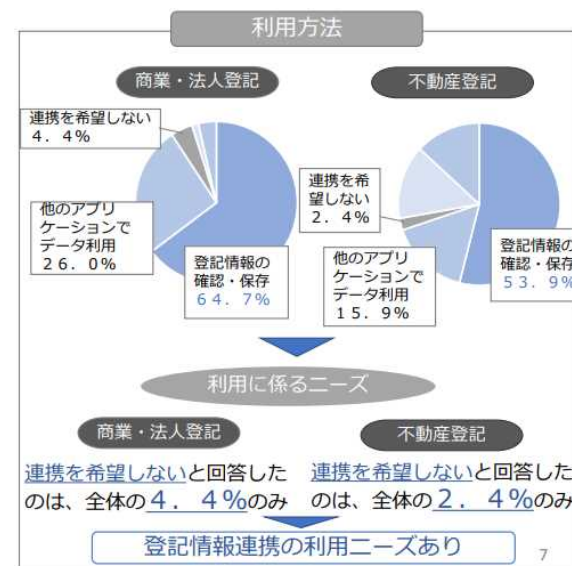 利用方法
商業・法人登記
不動産登記
連携を希望しない
４．４%
他のアプリ
ケーションで
データ利用
２６．０%
登記情報の
確認・保存
６４．７%
連携を希
望しない
２．４%
他のアプリ
ケーションで
データ利用
１５．９%
登記情報の
確認・保存
５３．９%
利用に係るニーズ
商業・法人登記
不動産登記
連携を希望しないと回答した
のは、全体の４．４%のみ
連携を希望しないと回答した
のは、全体の２．４%のみ
登記情報連携の利用ニーズあり
7